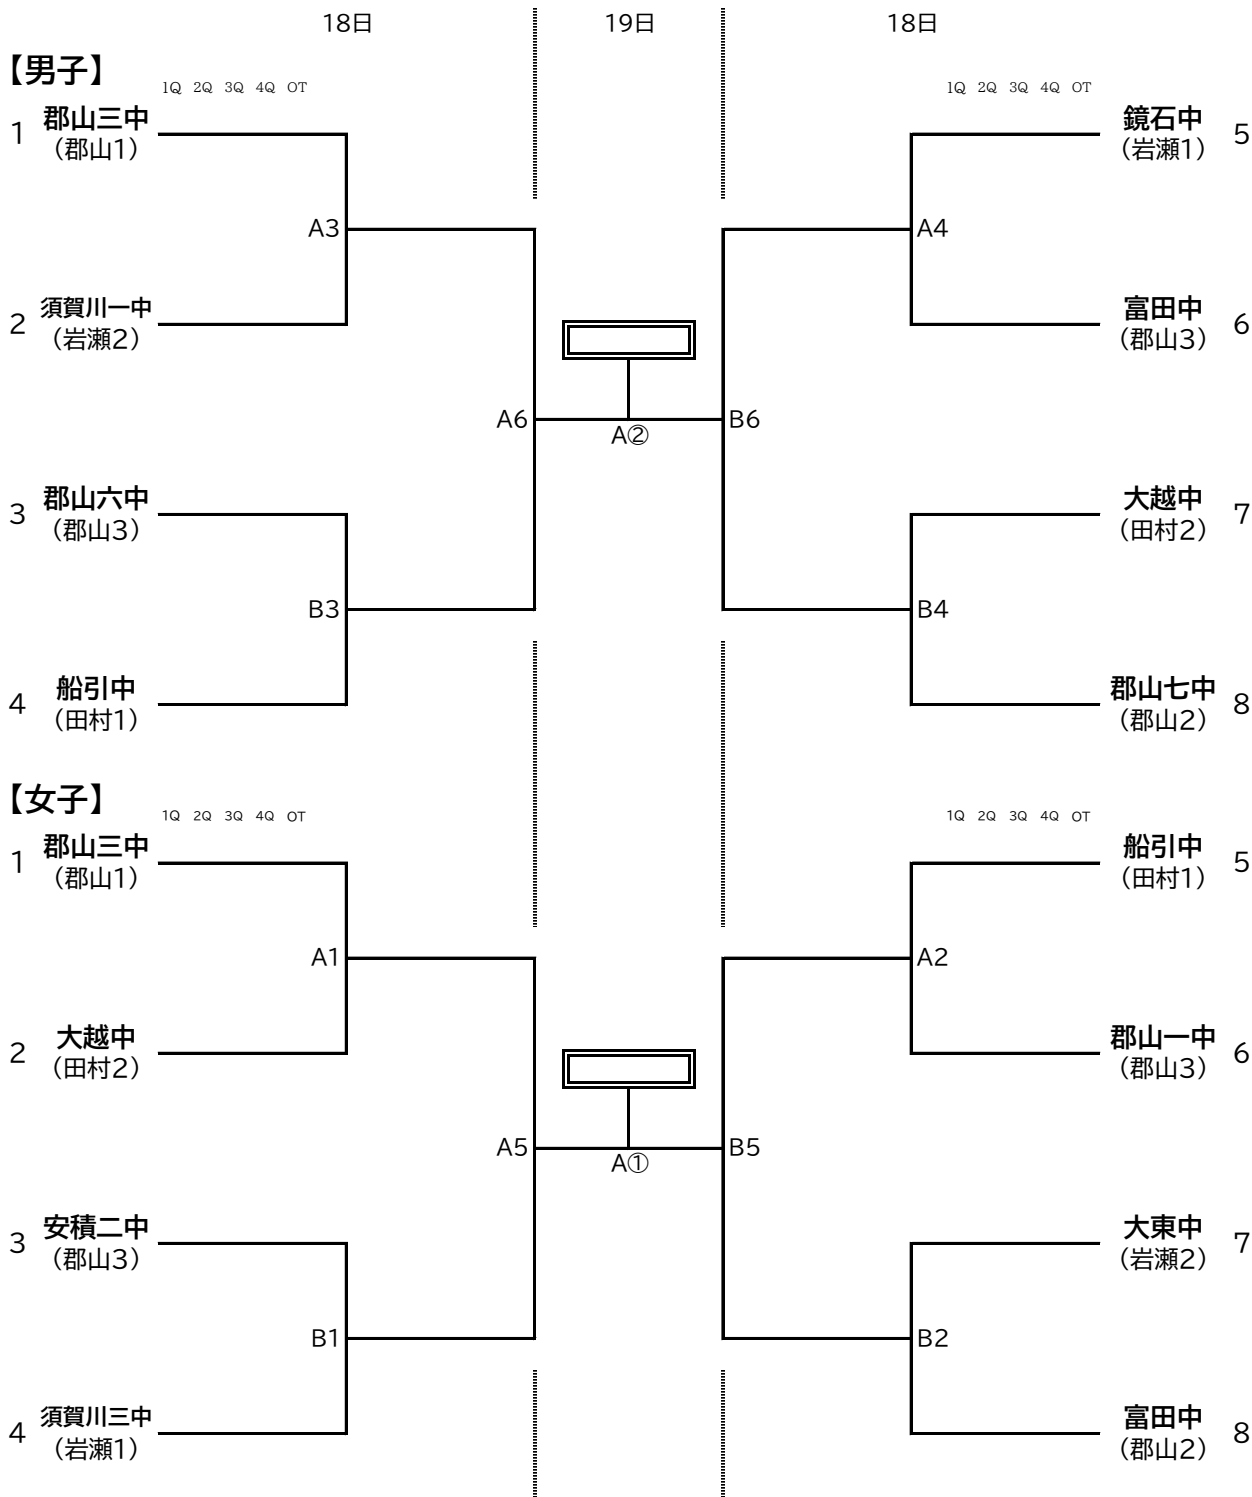 18日 19日 18日
【男子】
1Q 2Q 3Q 4Q OT 1Q 2Q 3Q 4Q OT
1 郡山三中 鏡石中 5
（郡山1） （岩瀬1）
A3 A4
2 須賀川一中 富田中 6
（岩瀬2） （郡山3）
A6 B6
A②
3 郡山六中 大越中 7
（郡山3） （田村2）
B3 B4
4 船引中 郡山七中 8
（田村1） （郡山2）
【女子】
1Q 2Q 3Q 4Q OT 1Q 2Q 3Q 4Q OT
1 郡山三中 船引中 5
（郡山1） （田村1）
A1 A2
2 大越中 郡山一中 6
（田村2） （郡山3）
A5 B5
A①
3 安積二中 大東中 7
（郡山3） （岩瀬2）
B1 B2
4 須賀川三中 富田中 8
（岩瀬1） （郡山2）